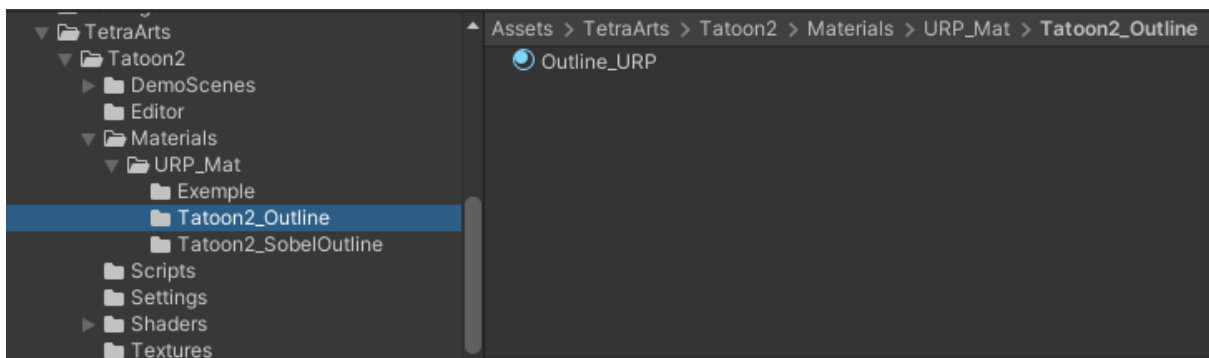 TetraArts
Tatoon2
DemoScenes
Editor
Materials
URP_Mat
Exemple
Tatoon2_Outline
Tatoon2_SobelOutline
Scripts
Settings
Shaders
Textures
Assets > TetraArts > Tatoon2 > Materials > URP_Mat > Tatoon2_Outline
Outline_URP